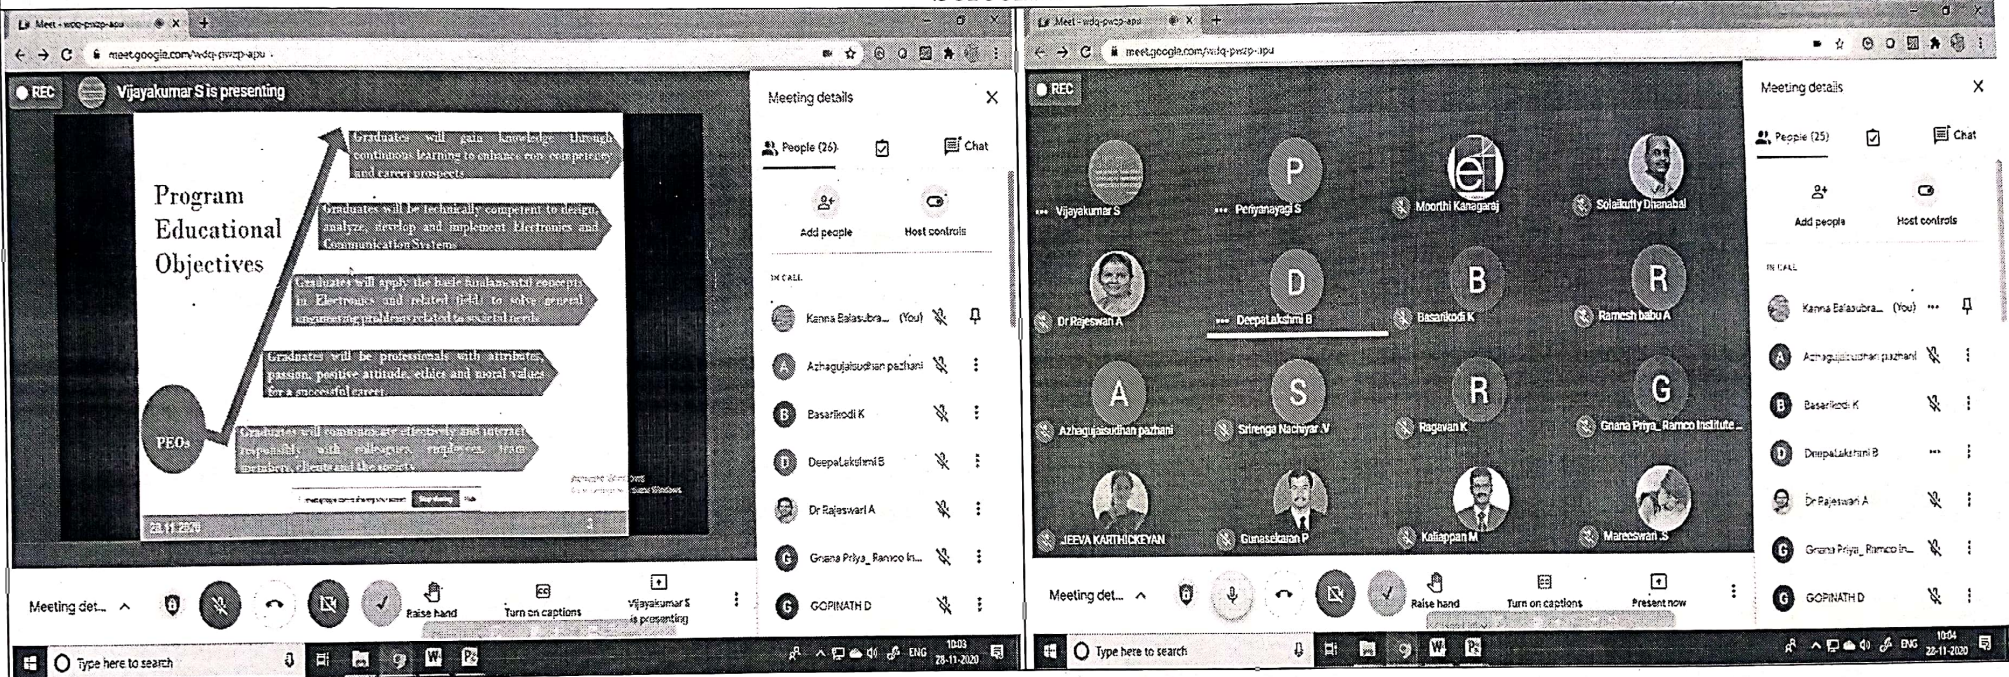 Meet - wdq-pwzp-apu
meet.google.com/wdq-pwzp-apu
REC
Vijayakumar S is presenting
Program
Educational
Objectives
PEOs
Graduates will gain knowledge through
continuous learning to enhance core competency
and career prospects
Graduates will be technically competent to design,
analyze, develop and implement Electronics and
Communication Systems
Graduates will apply the basic fundamental concepts
in Electronics and related fields to solve general
engineering problems related to societal needs
Graduates will be professionals with attributes,
passion, positive attitude, ethics and moral values
for a successful career
Graduates will communicate effectively and interact
responsibly with colleagues, employees, team
members, clients and the society
Stop sharing
28.11.2020
3
Meeting details
People (26)
Chat
Add people
Host controls
IN CALL
Kanna Balasubra... (You)
A Azhagujaisudhan pazhani
B Basarikodi K
D DeepaLakshmi B
Dr Rajeswari A
G Gnana Priya_ Ramco In...
G GOPINATH D
Meeting det...
Raise hand
Turn on captions
Vijayakumar S
is presenting
Type here to search
ENG
10:03
28-11-2020
Meet - wdq-pwzp-apu
meet.google.com/wdq-pwzp-apu
REC
Vijayakumar S
P
Periyanayagi S
Moorthi Kanagaraj
Solaikutty Dhanabal
Dr Rajeswari A
D
DeepaLakshmi B
B
Basarikodi K
R
Ramesh babu A
A
Azhagujaisudhan pazhani
S
Srirenga Nachiyar .V
R
Ragavan K
G
Gnana Priya_ Ramco Institute ...
JEEVA KARTHICKEYAN
Gunasekaran P
Kaliappan M
Mareeswari .S
Meeting details
People (25)
Chat
Add people
Host controls
IN CALL
Kanna Balasubra... (You)
A Azhagujaisudhan pazhani
B Basarikodi K
D DeepaLakshmi B
Dr Rajeswari A
G Gnana Priya_ Ramco In...
G GOPINATH D
Meeting det...
Raise hand
Turn on captions
Present now
Type here to search
ENG
10:04
28-11-2020